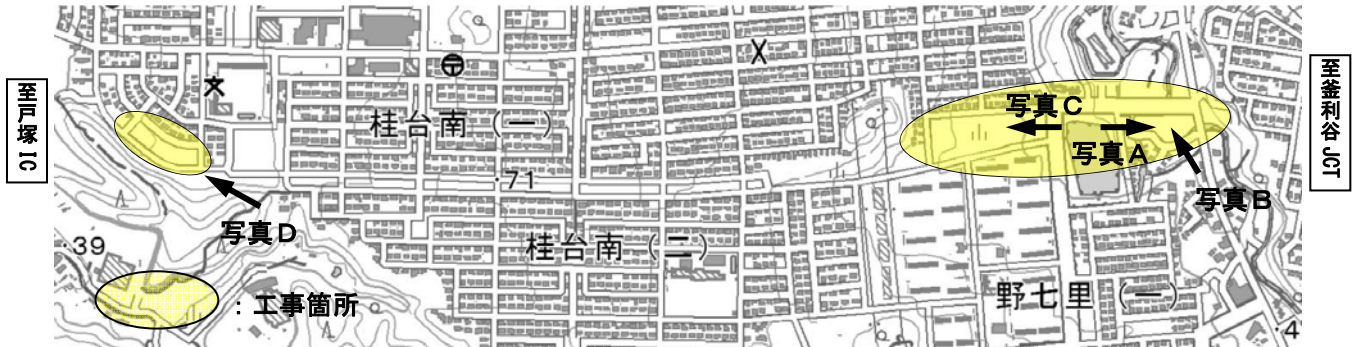 至戸塚IC
至釜利谷JCT
桂台南(一)
写真C
写真A
・71
写真B
写真D
桂台南(二)
・39
野七里(一)
:工事箇所
・4